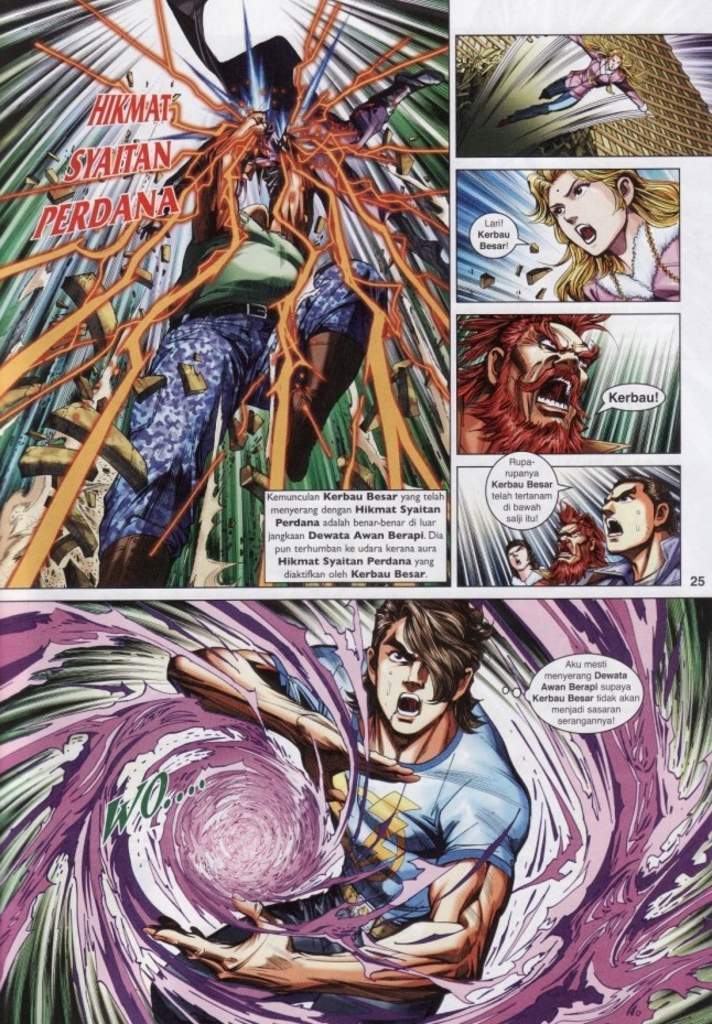 HIKMAT
SYAITAN
PERDANA
Kemunculan Kerbau Besar yang telah
menyerang dengan Hikmat Syaitan
Perdana adalah benar-benar di luar
jangkaan Dewata Awan Berapi. Dia
pun terhumban ke udara kerana aura
Hikmat Syaitan Perdana yang
diaktifkan oleh Kerbau Besar.
Lari!
Kerbau
Besar!
Kerbau!
Rupa-
rupanya
Kerbau Besar
telah tertanam
di bawah
salji itu!
25
Aku mesti
menyerang Dewata
Awan Berapi supaya
Kerbau Besar tidak akan
menjadi sasaran
serangannya!
WO....